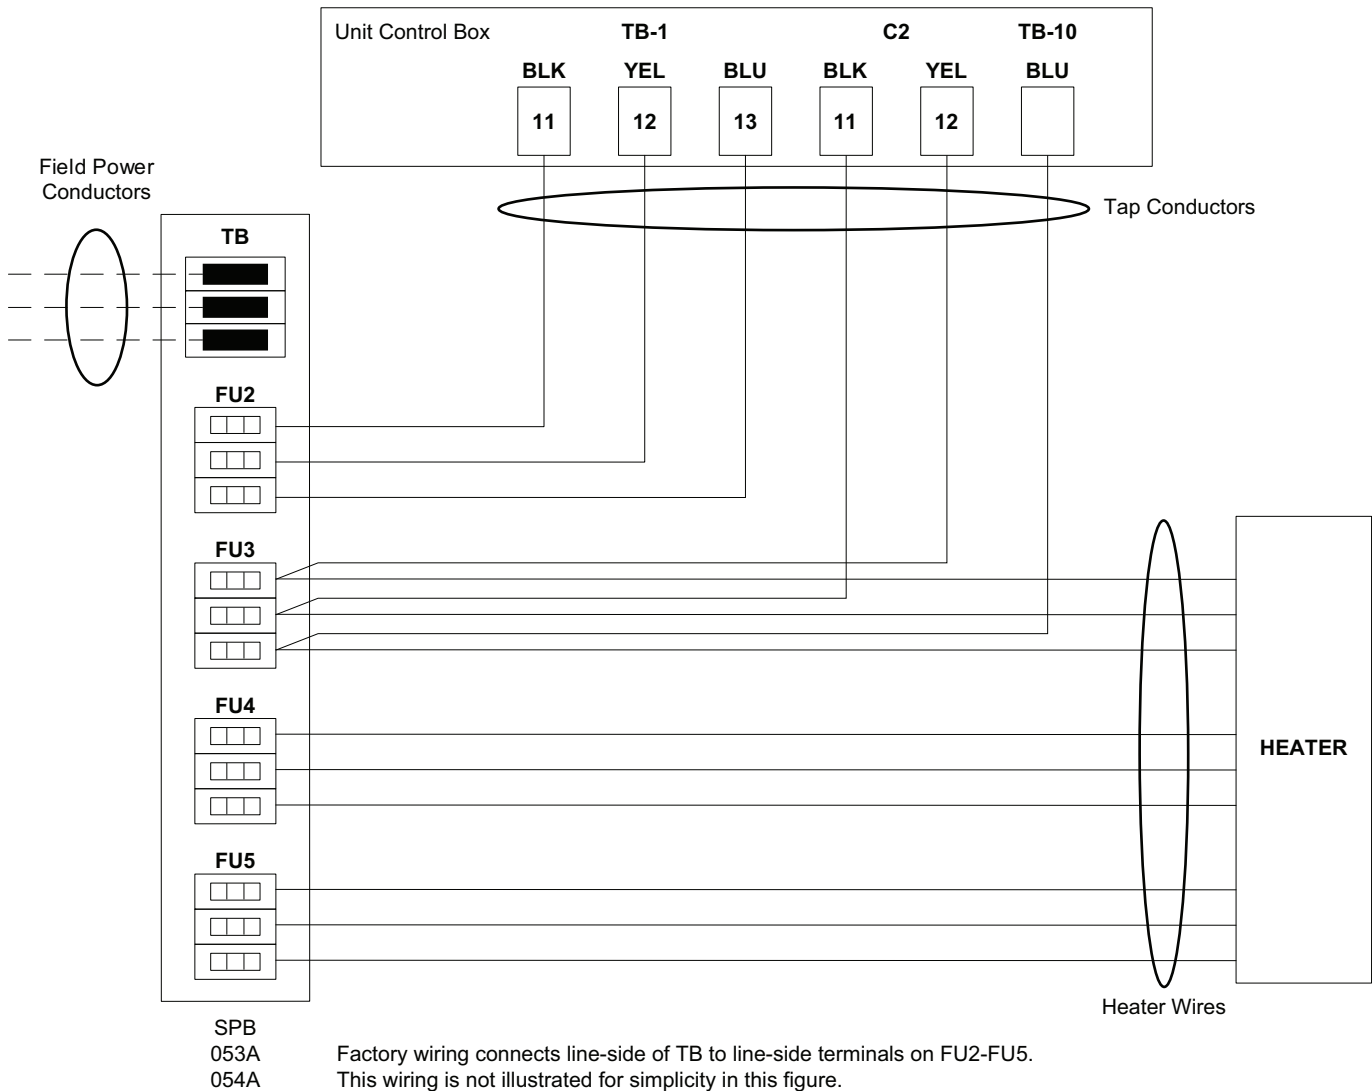 Unit Control Box TB-1 C2 TB-10
BLK YEL BLU BLK YEL BLU
11 12 13 11 12
Field Power
Conductors
Tap Conductors
TB
FU2
FU3
FU4
HEATER
FU5
Heater Wires
SPB
053A Factory wiring connects line-side of TB to line-side terminals on FU2-FU5.
054A This wiring is not illustrated for simplicity in this figure.